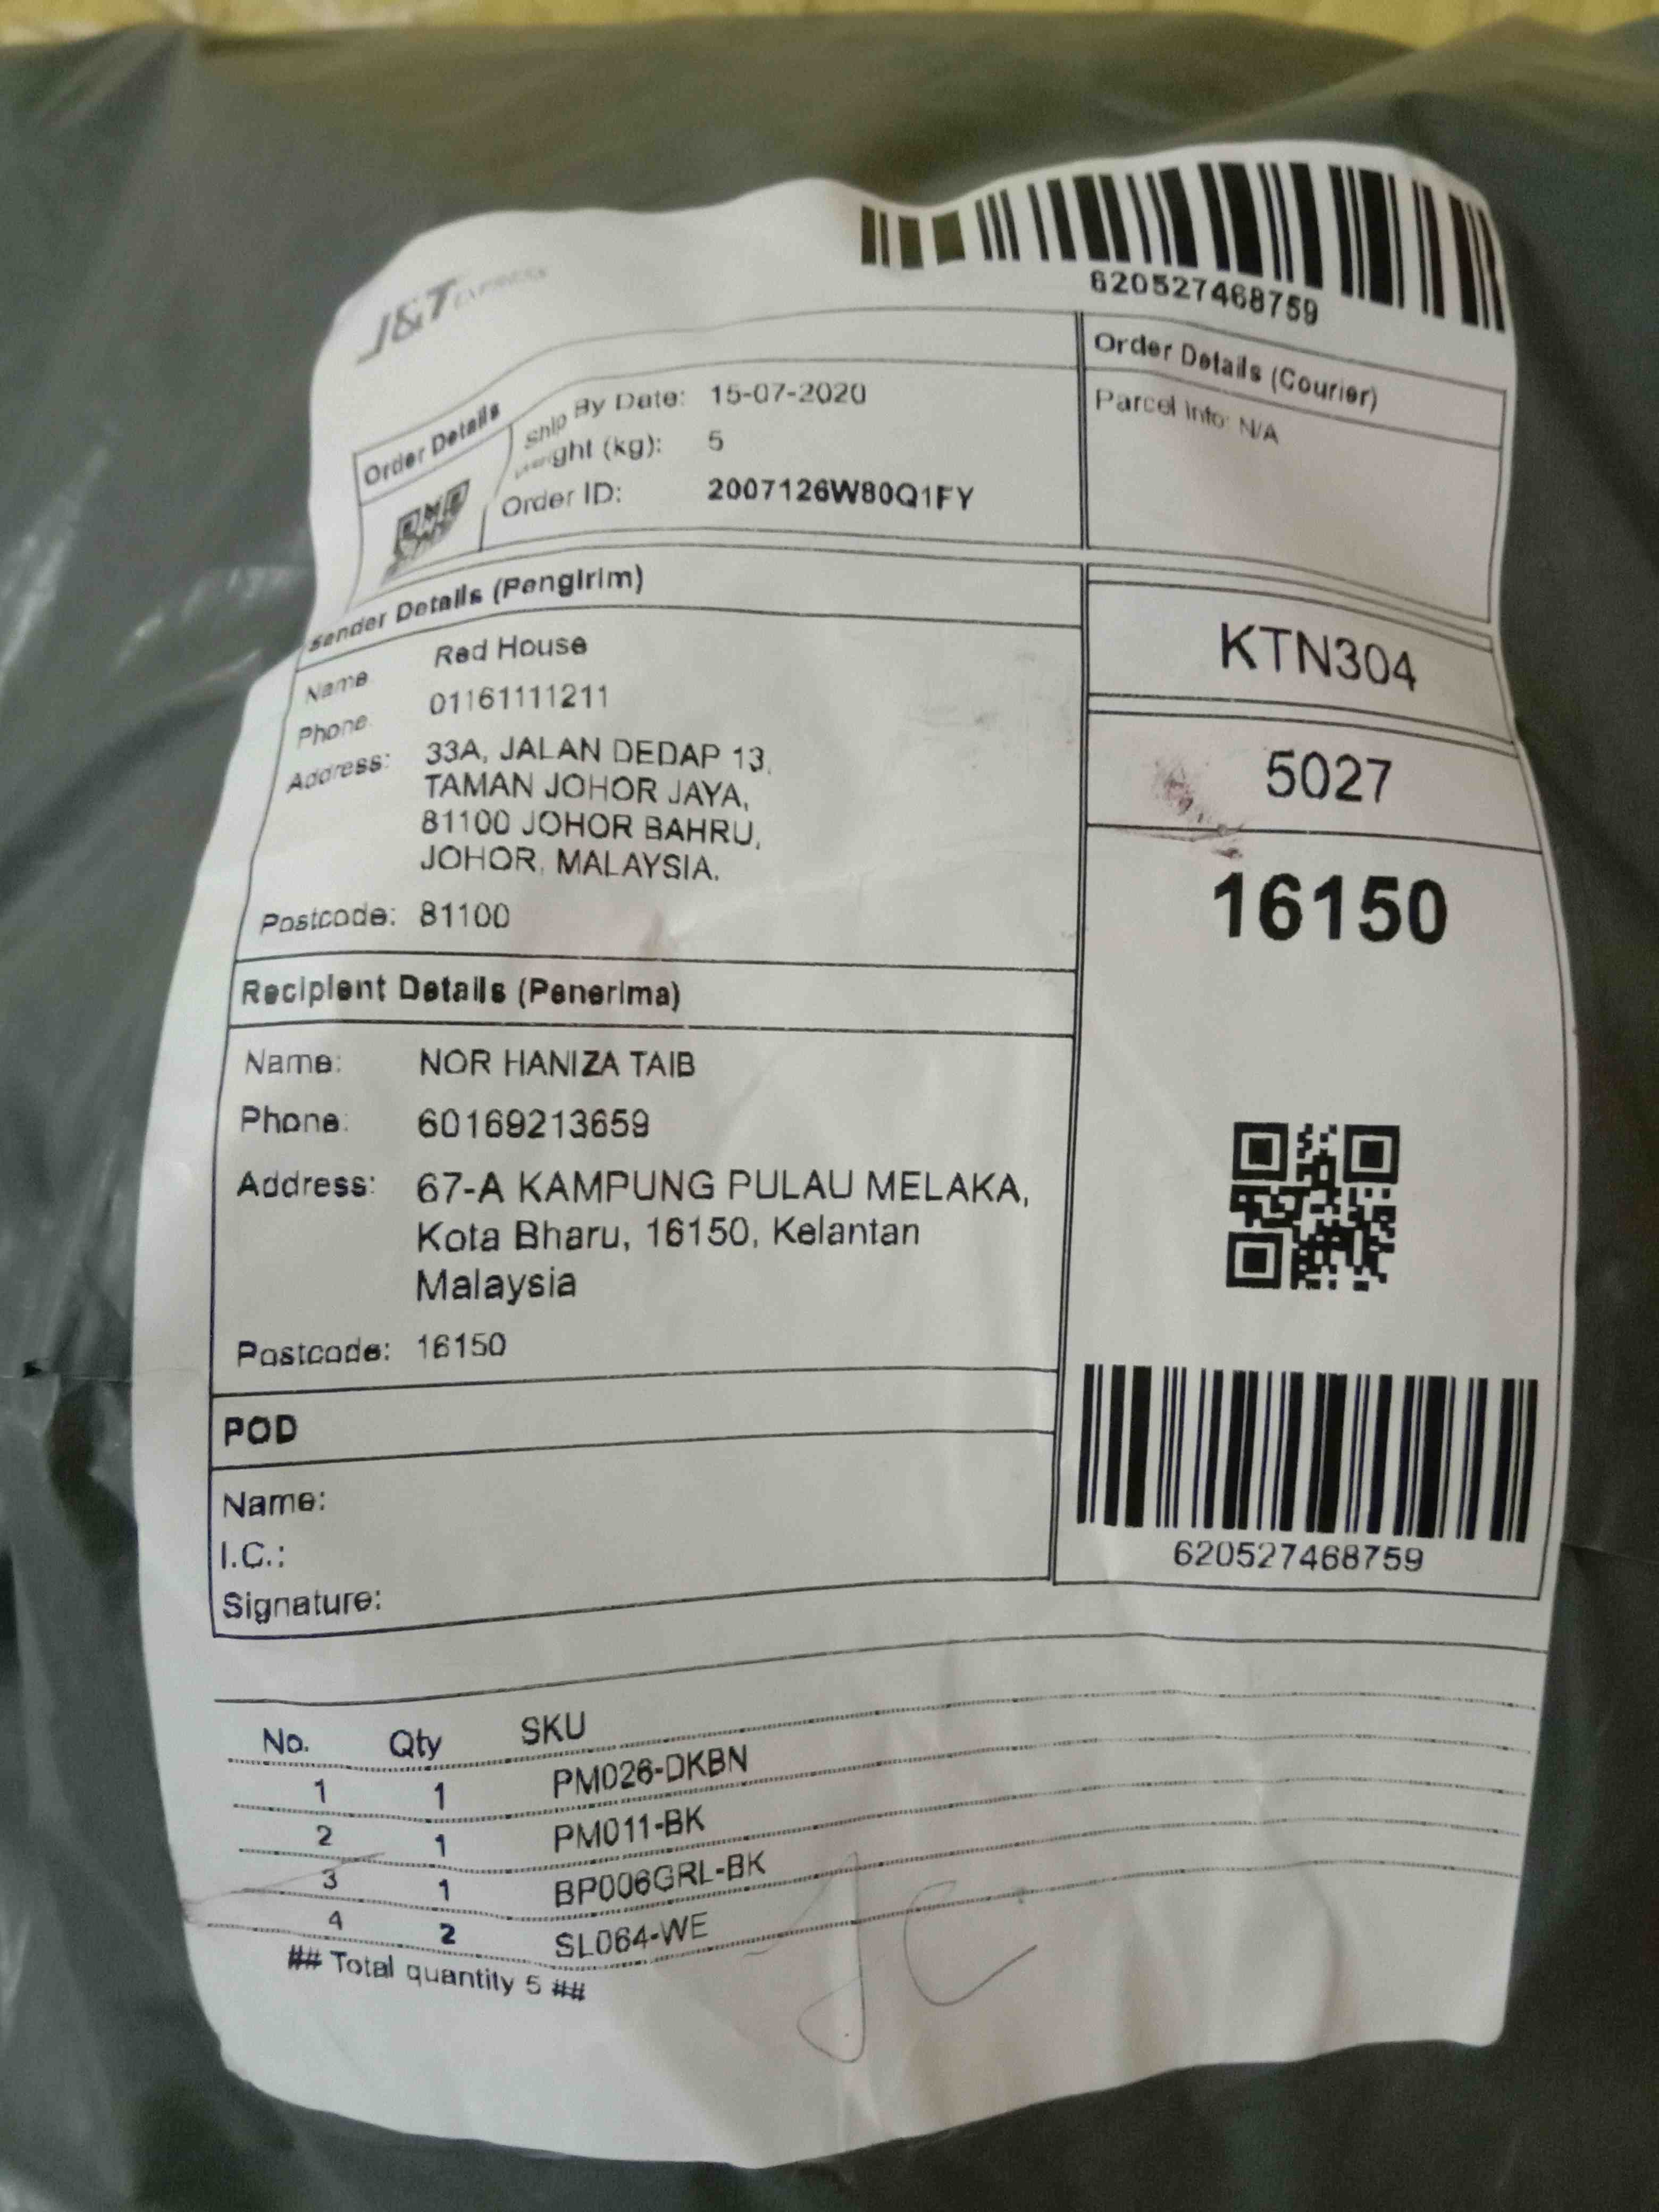 J&T EXPRESS
620527468759
Order Details
Ship By Date: 15-07-2020
Weight (kg): 5
Order ID: 2007126W80Q1FY
Order Details (Courier)
Parcel Info: N/A
Sender Details (Pengirim)
Name Red House
Phone: 01161111211
Address: 33A, JALAN DEDAP 13,
TAMAN JOHOR JAYA,
81100 JOHOR BAHRU,
JOHOR, MALAYSIA.
Postcode: 81100
KTN304
5027
16150
Recipient Details (Penerima)
Name: NOR HANIZA TAIB
Phone: 60169213659
Address: 67-A KAMPUNG PULAU MELAKA,
Kota Bharu, 16150, Kelantan
Malaysia
Postcode: 16150
POD
Name:
I.C.:
Signature:
620527468759
No. Qty SKU
1 1 PM026-DKBN
2 1 PM011-BK
3 1 BP006GRL-BK
4 2 SL064-WE
## Total quantity 5 ##